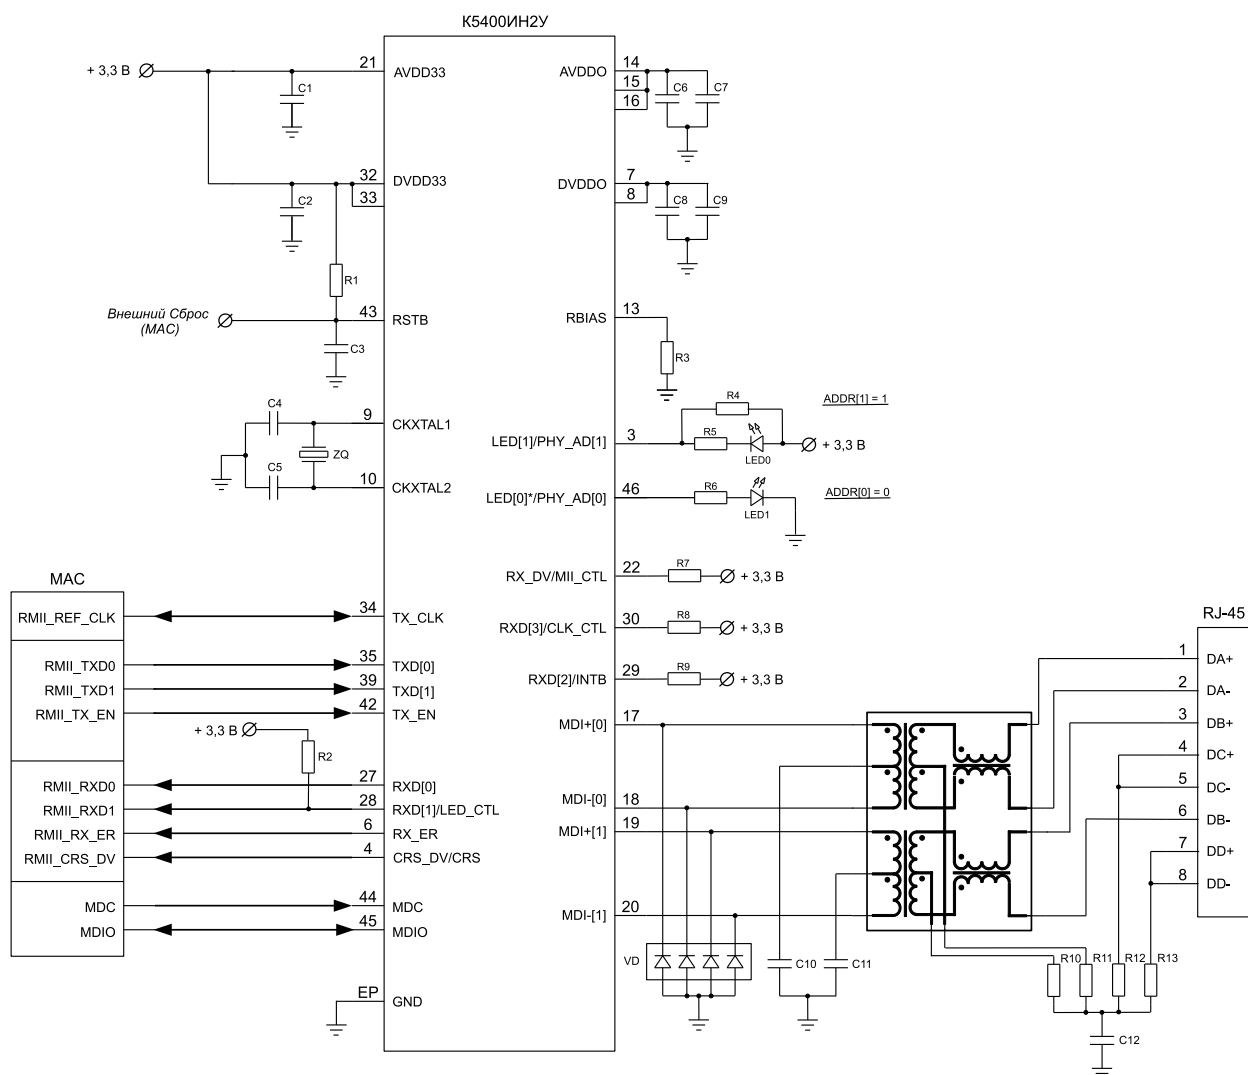 К5400ИН2У
+ 3,3 В
21
AVDD33
C1
AVDDO
14
15
16
C6
C7
32
DVDD33
33
C2
DVDDO
7
8
C8
C9
R1
Внешний Сброс
(MAC)
43
RSTB
C3
RBIAS
13
R3
C4
9
CKXTAL1
ZQ
C5
10
CKXTAL2
LED[1]/PHY_AD[1]
3
R4
R5
LED0
+ 3,3 В
ADDR[1] = 1
LED[0]*/PHY_AD[0]
46
R6
LED1
ADDR[0] = 0
RX_DV/MII_CTL
22
R7
+ 3,3 В
RXD[3]/CLK_CTL
30
R8
+ 3,3 В
RXD[2]/INTB
29
R9
+ 3,3 В
MAC
RMII_REF_CLK
34
TX_CLK
RMII_TXD0
35
TXD[0]
RMII_TXD1
39
TXD[1]
RMII_TX_EN
42
TX_EN
+ 3,3 В
R2
RMII_RXD0
27
RXD[0]
RMII_RXD1
28
RXD[1]/LED_CTL
RMII_RX_ER
6
RX_ER
RMII_CRS_DV
4
CRS_DV/CRS
MDC
44
MDC
MDIO
45
MDIO
EP
GND
MDI+[0]
17
MDI-[0]
18
MDI+[1]
19
MDI-[1]
20
VD
C10
C11
RJ-45
1
DA+
2
DA-
3
DB+
4
DC+
5
DC-
6
DB-
7
DD+
8
DD-
R10
R11
R12
R13
C12